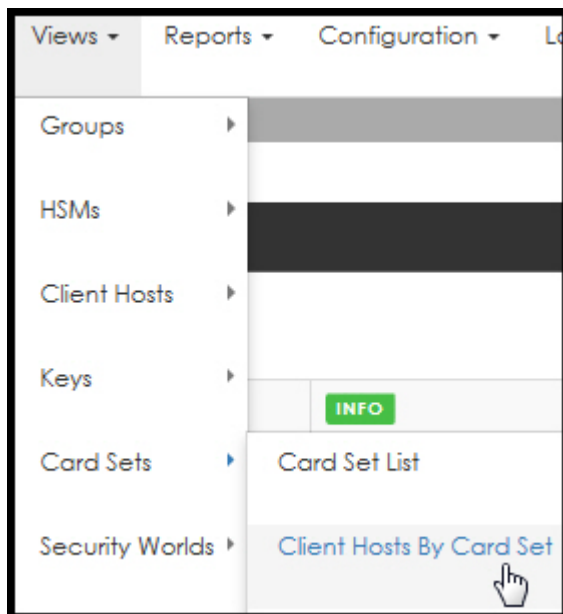 Views Reports Configuration
Groups
HSMs
Client Hosts
Keys
INFO
Card Sets Card Set List
Security Worlds Client Hosts By Card Set